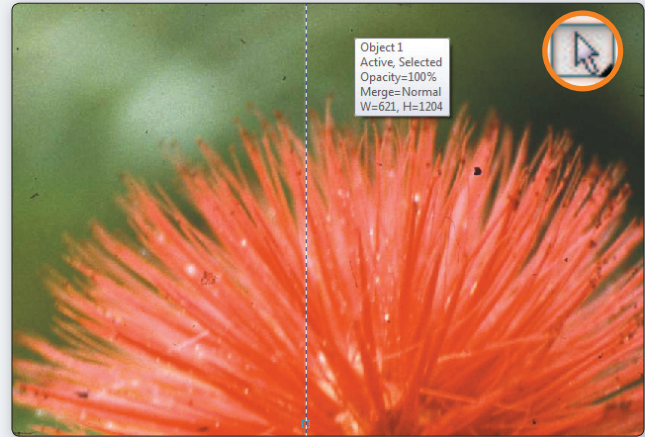 Object 1
Active, Selected
Opacity=100%
Merge=Normal
W=621, H=1204